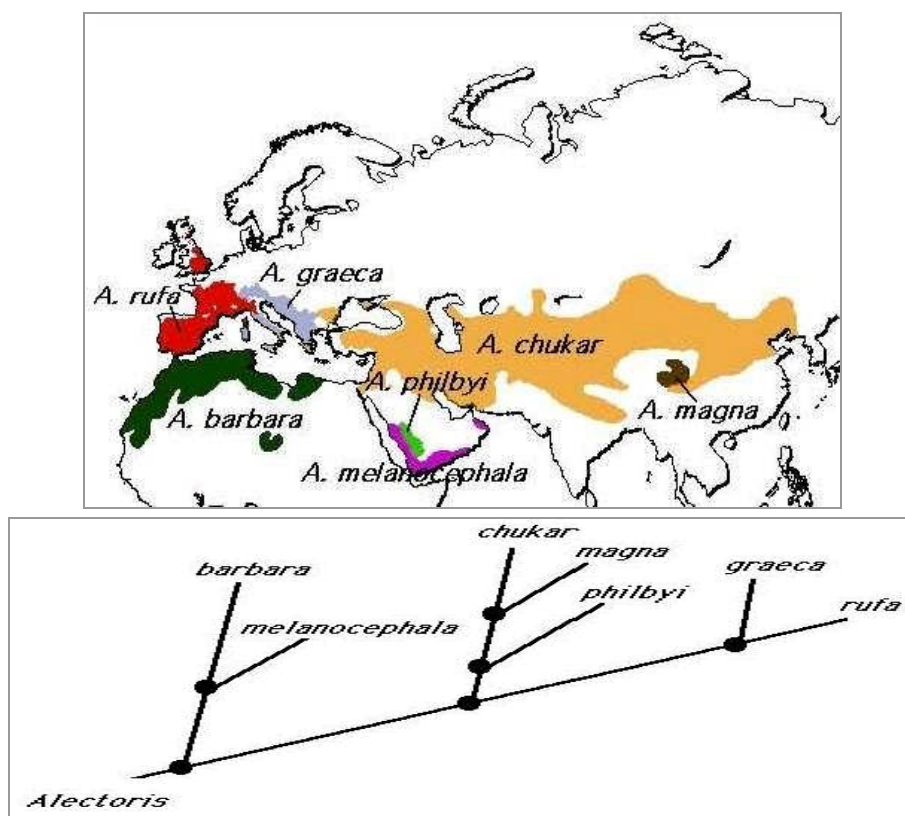 A. graeca
A. rufa
A. chukar
A. philbyi
A. magna
A. barbara
A. melanocephala
chukar
magna
barbara
graeca
philbyi
rufa
melanocephala
Alectoris